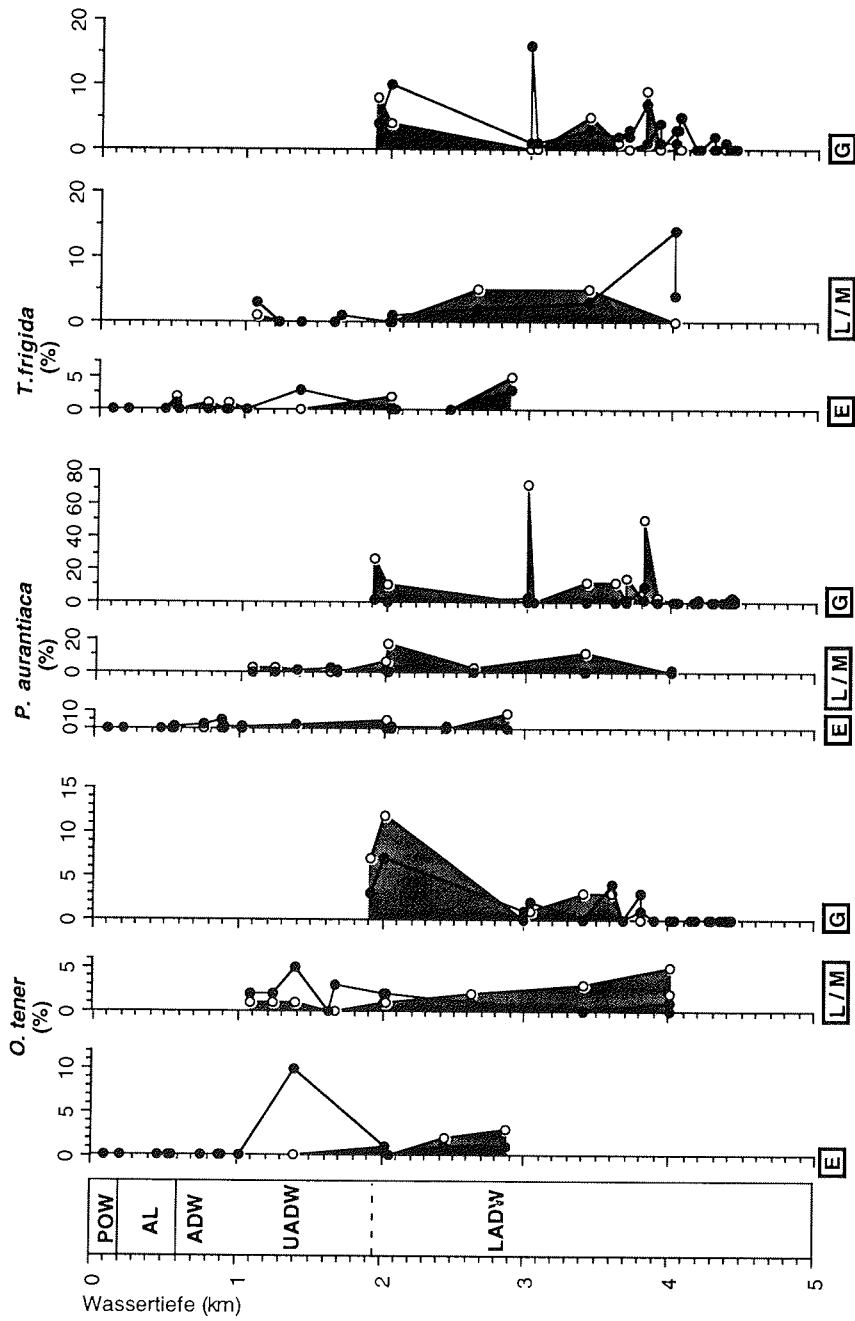 O. tener
(%)
P. aurantiaca
(%)
T. frigida
(%)
0 5 10
0 5
0 5 10 15
0 10
0 20
0 20 40 60 80
0 5
0 10 20
0 10 20
Wassertiefe (km)
0
1
2
3
4
5
POW
AL
ADW
UADW
LADW
E
L / M
G
E
L / M
G
E
L / M
G